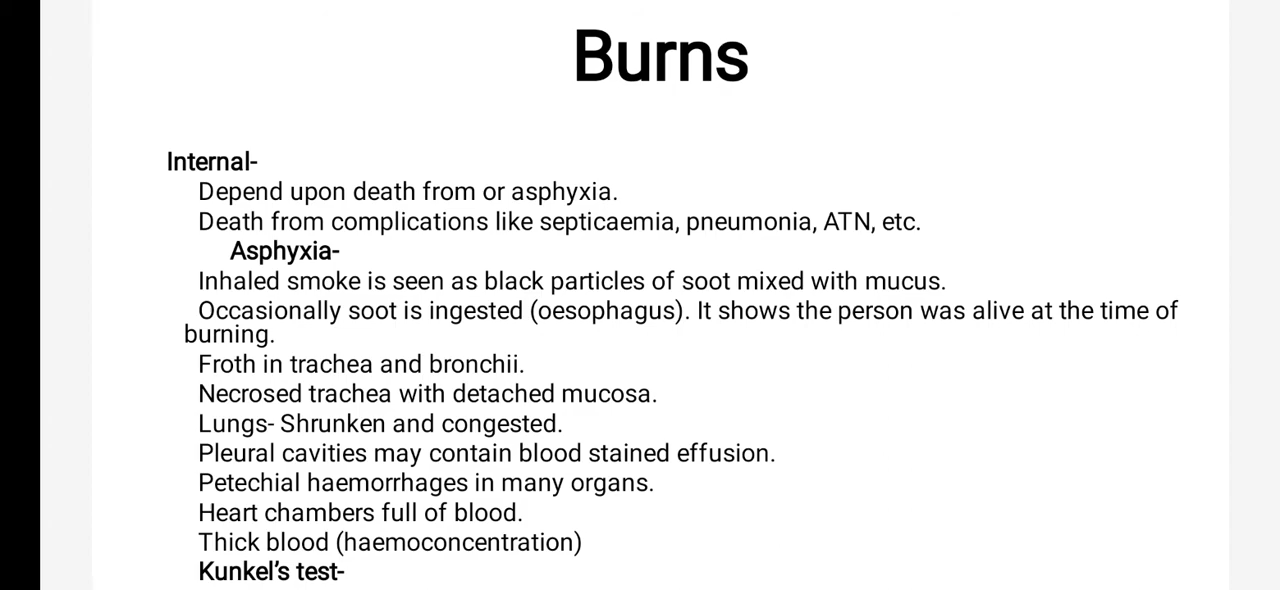 Burns
Internal-
Depend upon death from or asphyxia.
Death from complications like septicaemia, pneumonia, ATN, etc.
Asphyxia-
Inhaled smoke is seen as black particles of soot mixed with mucus.
Occasionally soot is ingested (oesophagus). It shows the person was alive at the time of
burning.
Froth in trachea and bronchii.
Necrosed trachea with detached mucosa.
Lungs- Shrunken and congested.
Pleural cavities may contain blood stained effusion.
Petechial haemorrhages in many organs.
Heart chambers full of blood.
Thick blood (haemoconcentration)
Kunkel’s test-